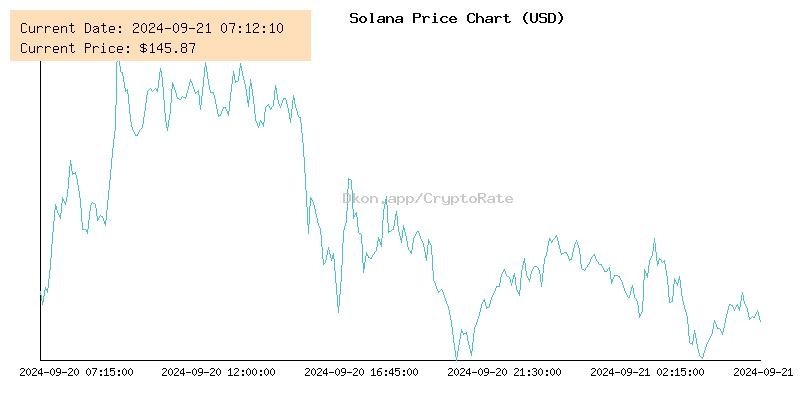 Solana Price Chart (USD)
Current Date: 2024-09-21 07:12:10
Current Price: $145.87
Dkon.app/CryptoRate
2024-09-20 07:15:00
2024-09-20 12:00:00
2024-09-20 16:45:00
2024-09-20 21:30:00
2024-09-21 02:15:00
2024-09-21